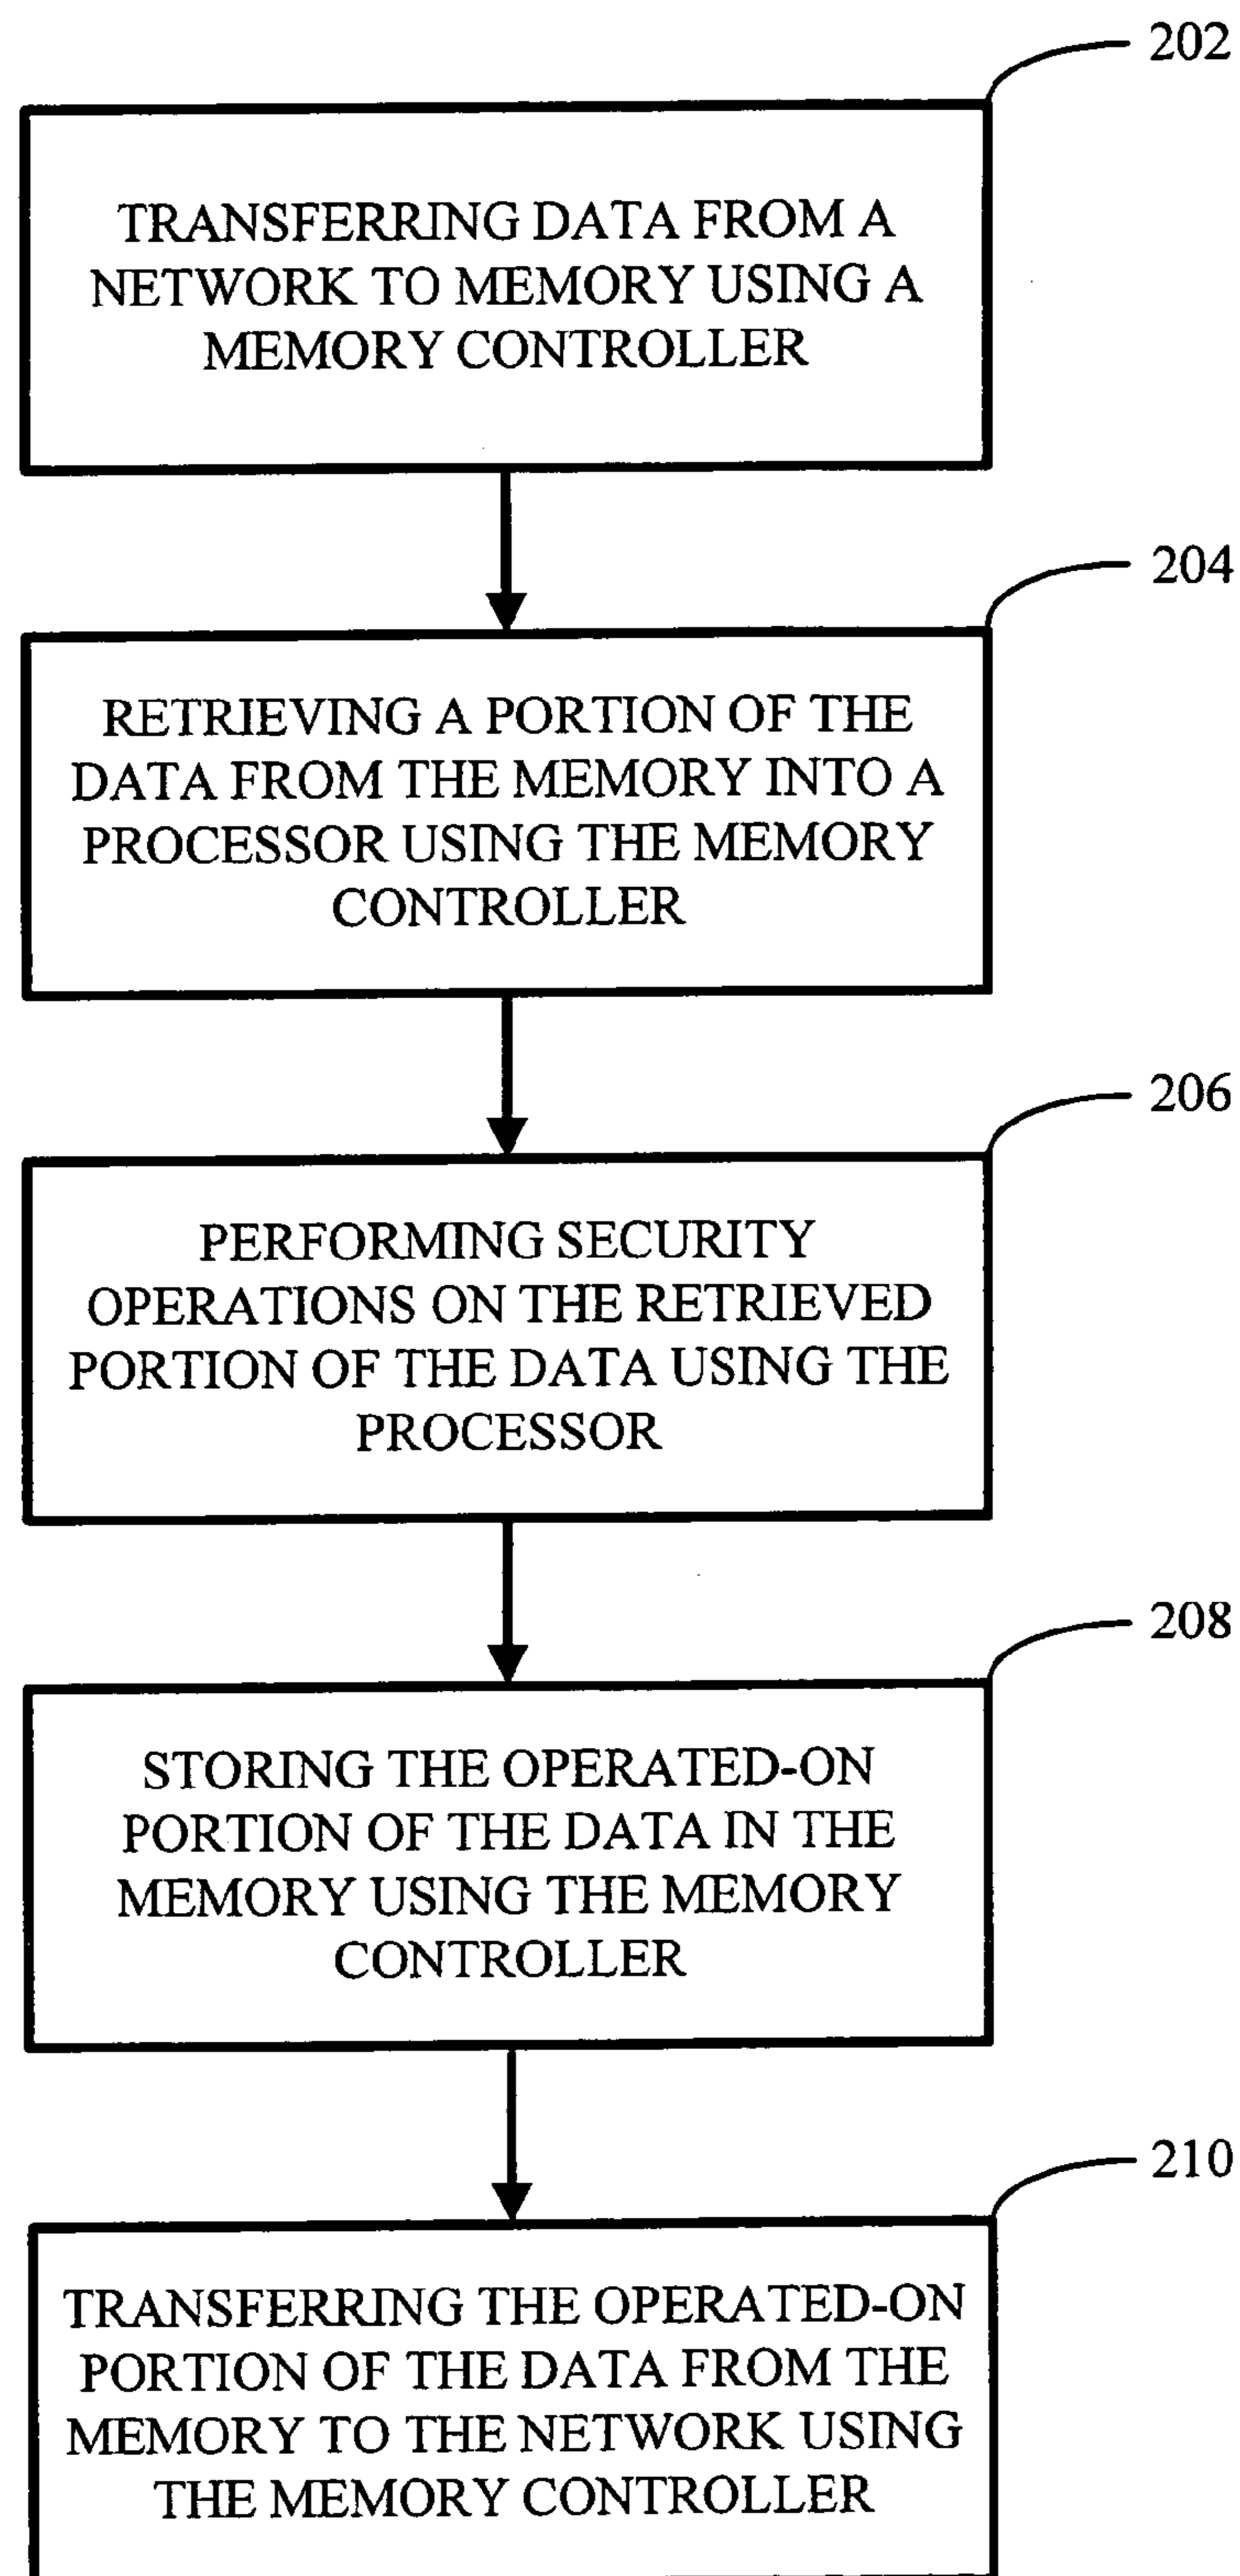 202
TRANSFERRING DATA FROM A
NETWORK TO MEMORY USING A
MEMORY CONTROLLER
204
RETRIEVING A PORTION OF THE
DATA FROM THE MEMORY INTO A
PROCESSOR USING THE MEMORY
CONTROLLER
206
PERFORMING SECURITY
OPERATIONS ON THE RETRIEVED
PORTION OF THE DATA USING THE
PROCESSOR
208
STORING THE OPERATED-ON
PORTION OF THE DATA IN THE
MEMORY USING THE MEMORY
CONTROLLER
210
TRANSFERRING THE OPERATED-ON
PORTION OF THE DATA FROM THE
MEMORY TO THE NETWORK USING
THE MEMORY CONTROLLER